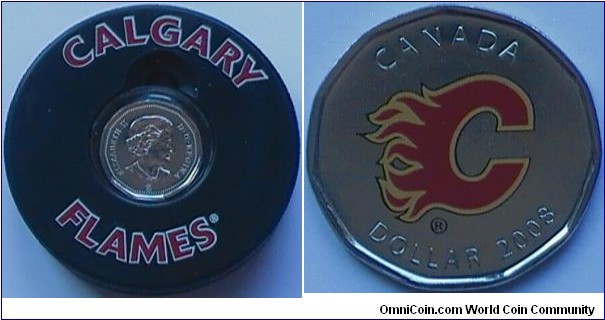 CALGARY
ELIZABETH II D·G·REGINA
FLAMES®
CANADA
C
®
DOLLAR 2008
OmniCoin.com World Coin Community